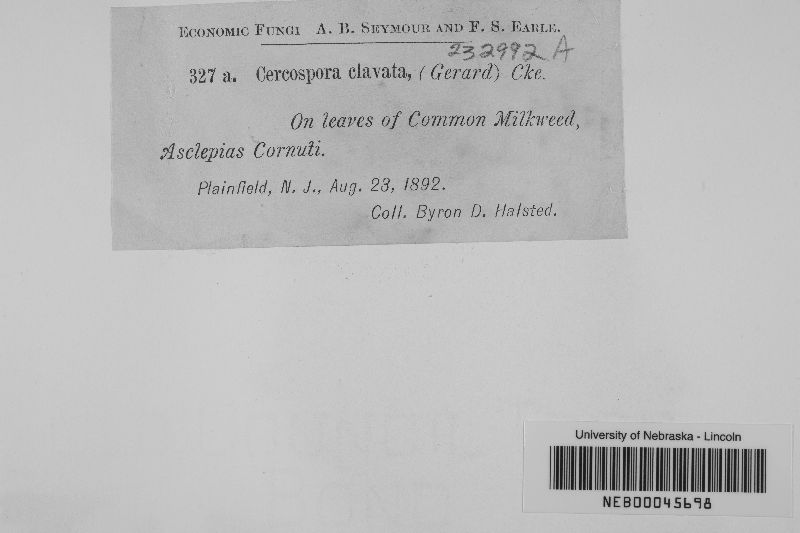 Economic Fungi A. B. Seymour and F. S. Earle.
232992 A
327 a. Cercospora clavata, (Gerard) Cke.
On leaves of Common Milkweed,
Asclepias Cornuti.
Plainfield, N. J., Aug. 23, 1892.
Coll. Byron D. Halsted.
University of Nebraska - Lincoln
NEB00045698